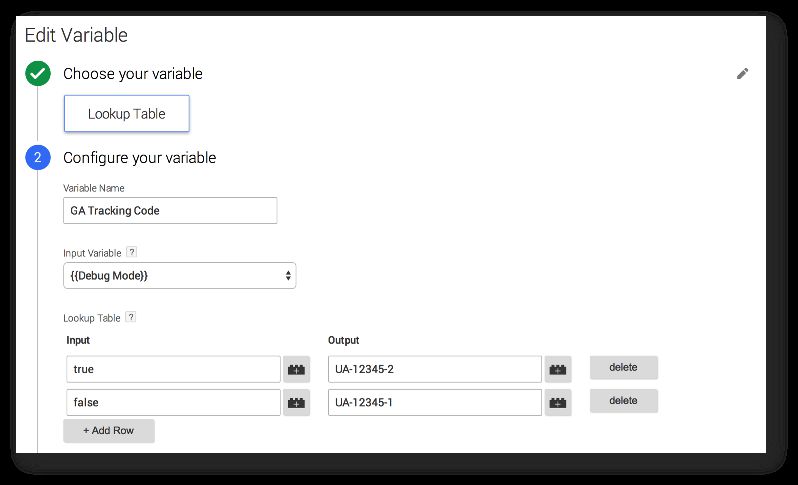 Edit Variable
Choose your variable
Lookup Table
2 Configure your variable
Variable Name
GA Tracking Code
Input Variable ?
{{Debug Mode}}
Lookup Table ?
Input Output
true UA-12345-2 delete
false UA-12345-1 delete
+ Add Row